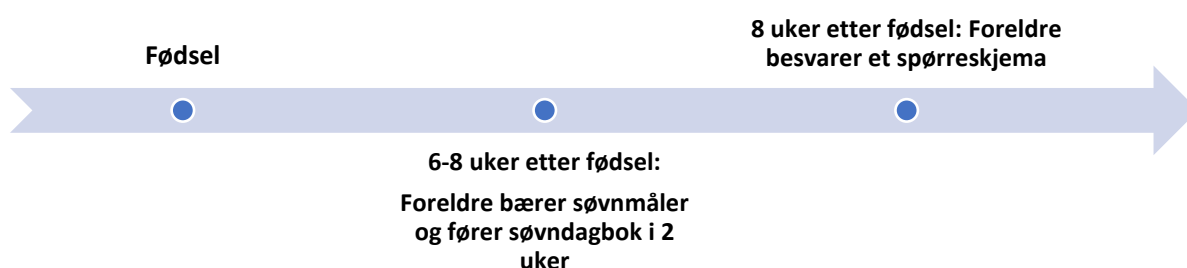 Fødsel
6-8 uker etter fødsel:
Foreldre bærer søvnmåler
og fører søvndagbok i 2
uker
8 uker etter fødsel: Foreldre
besvarer et spørreskjema